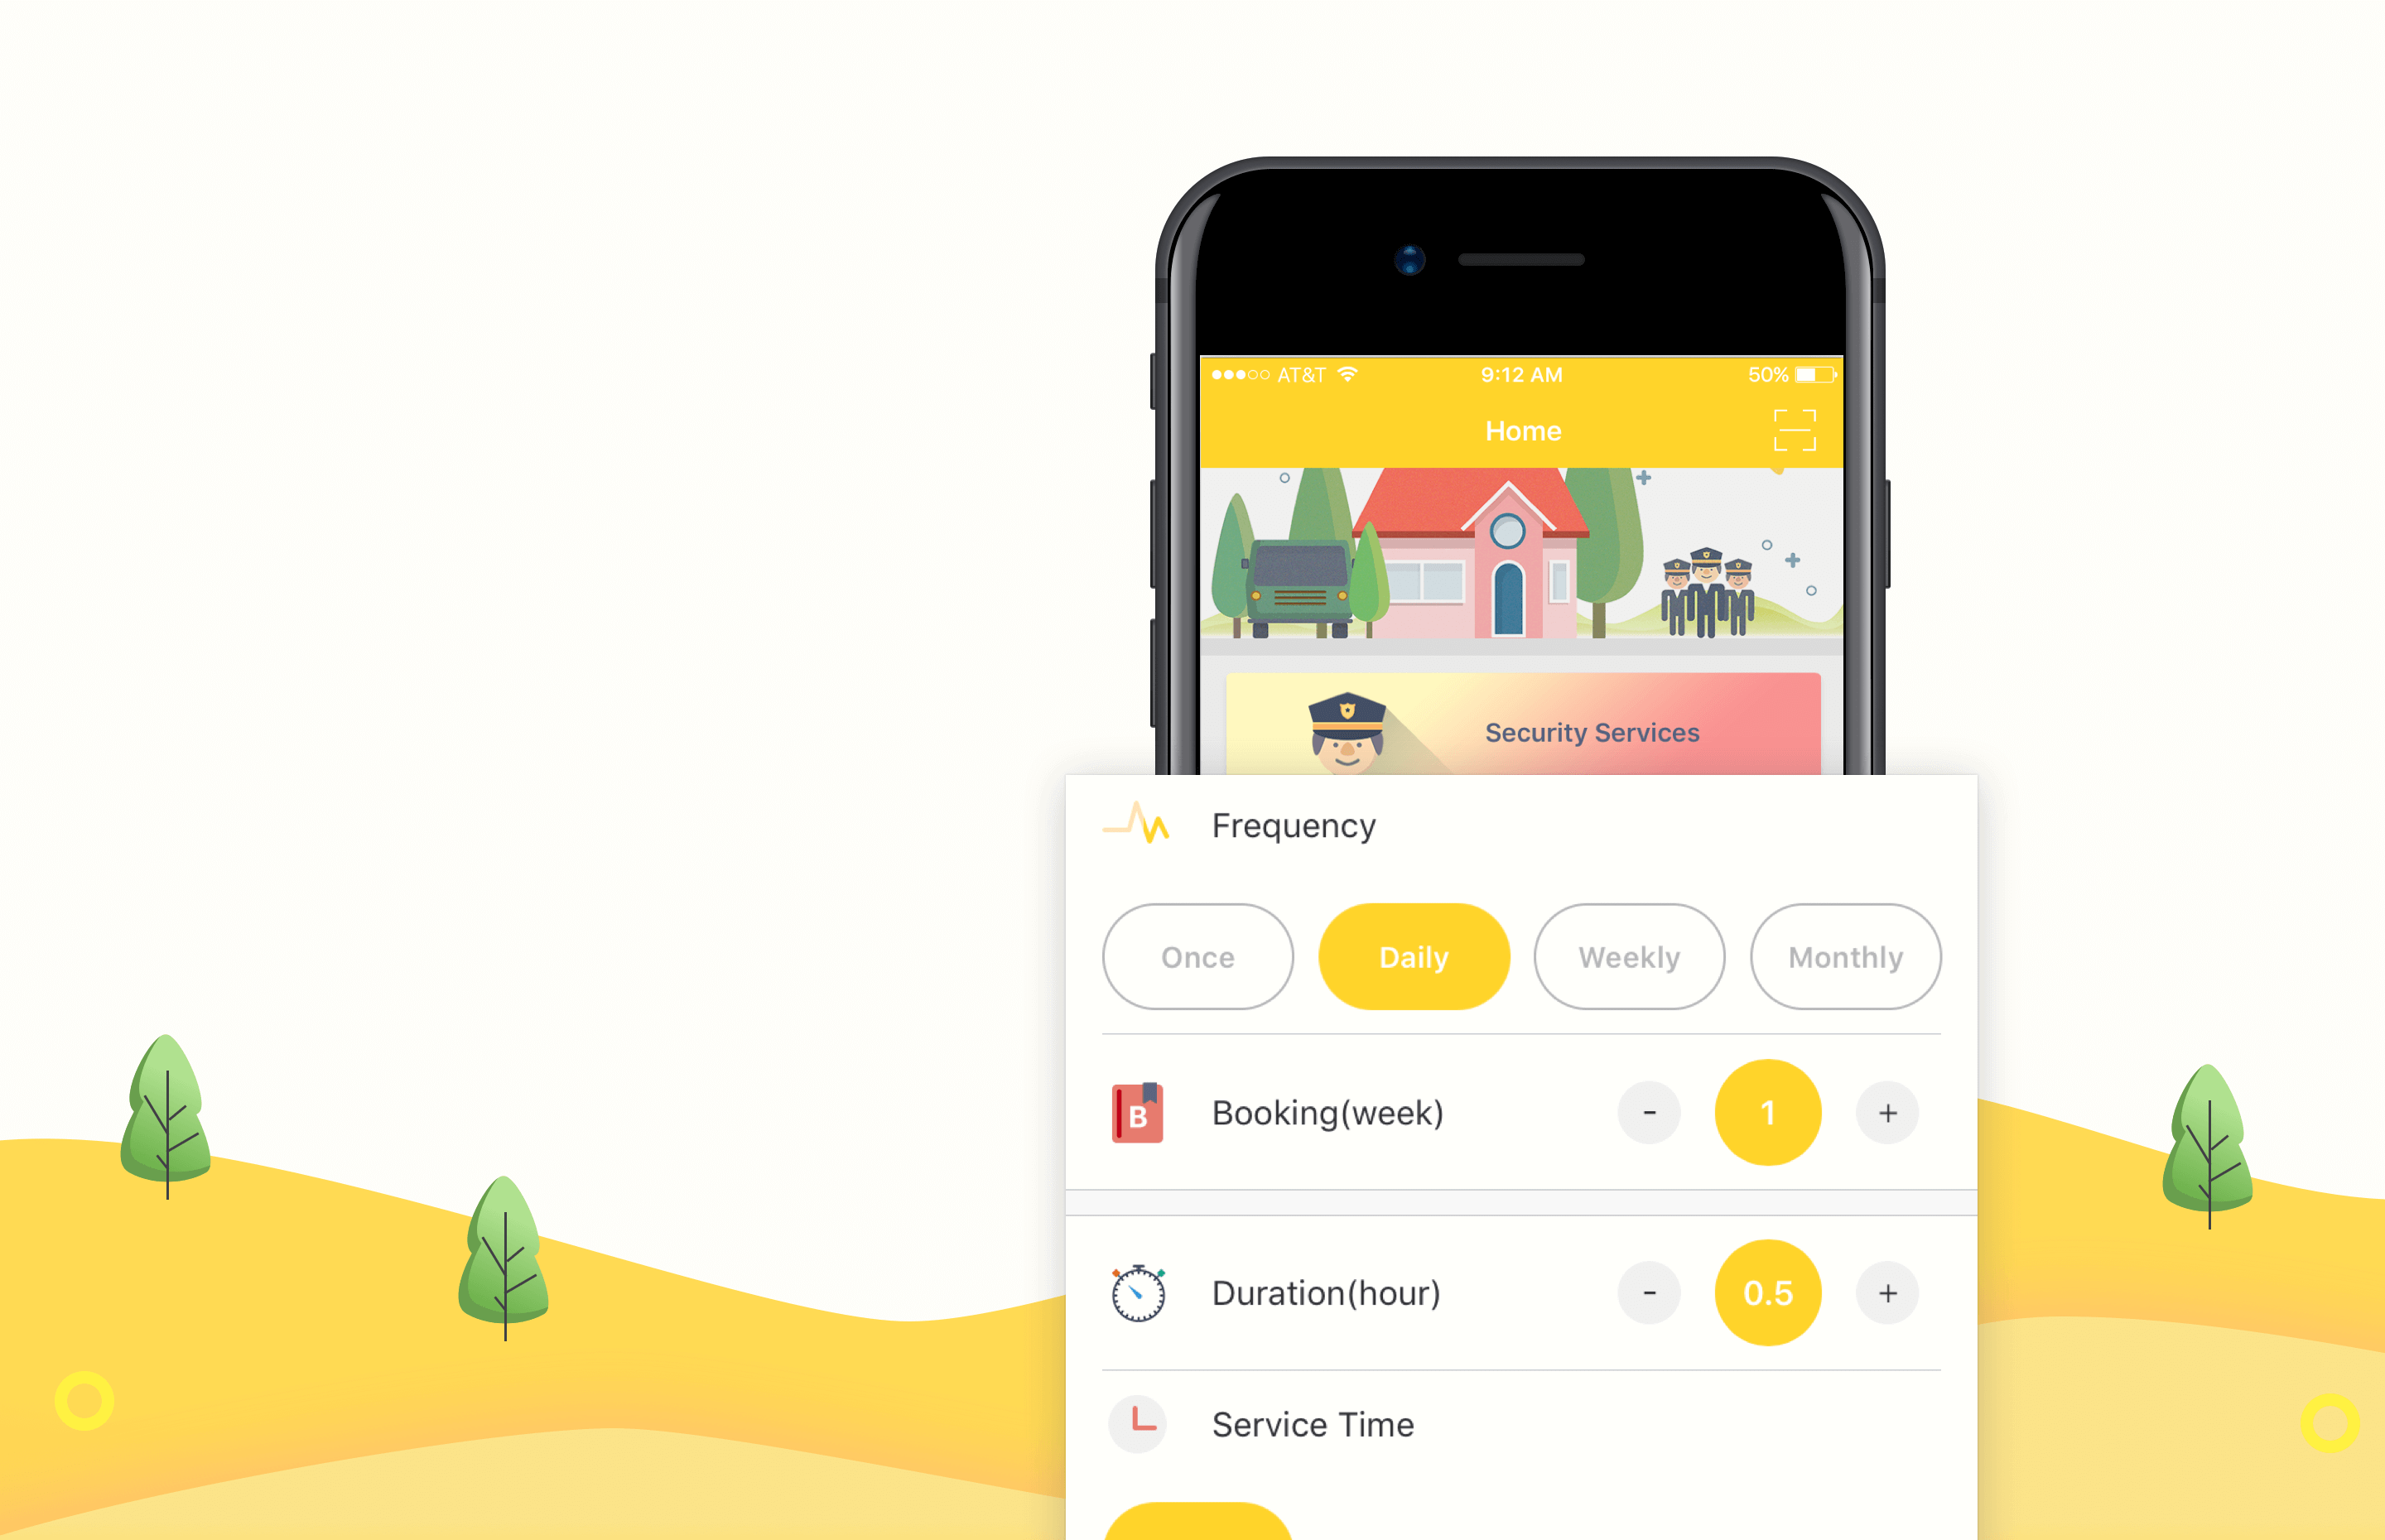 AT&T 9:12 AM 50%
Home
Security Services
Frequency
Once Daily Weekly Monthly
B Booking(week) - 1 +
Duration(hour) - 0.5 +
Service Time